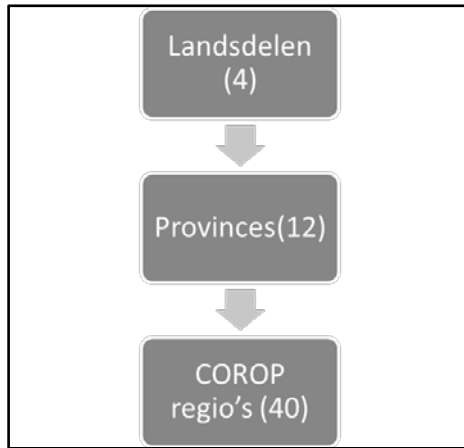 Landsdelen
(4)
Provinces(12)
COROP
regio's (40)